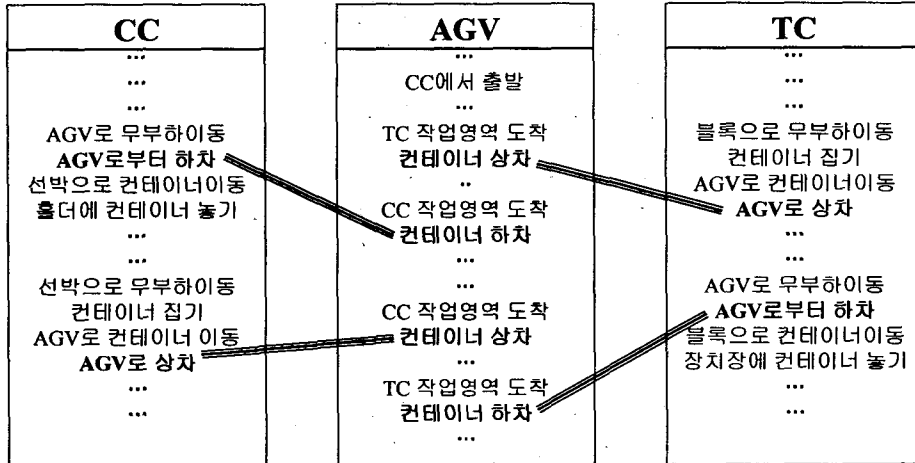 CC
...
...
...
AGV로 무부하이동
AGV로부터 하차
선박으로 컨테이너이동
홀더에 컨테이너 놓기
...
...
선박으로 무부하이동
컨테이너 집기
AGV로 컨테이너 이동
AGV로 상차
...
...
AGV
...
CC에서 출발
...
TC 작업영역 도착
컨테이너 상차
..
CC 작업영역 도착
컨테이너 하차
...
...
CC 작업영역 도착
컨테이너 상차
...
TC 작업영역 도착
컨테이너 하차
...
TC
...
...
...
블록으로 무부하이동
컨테이너 집기
AGV로 컨테이너이동
AGV로 상차
...
...
AGV로 무부하이동
AGV로부터 하차
블록으로 컨테이너이동
장치장에 컨테이너 놓기
...
...